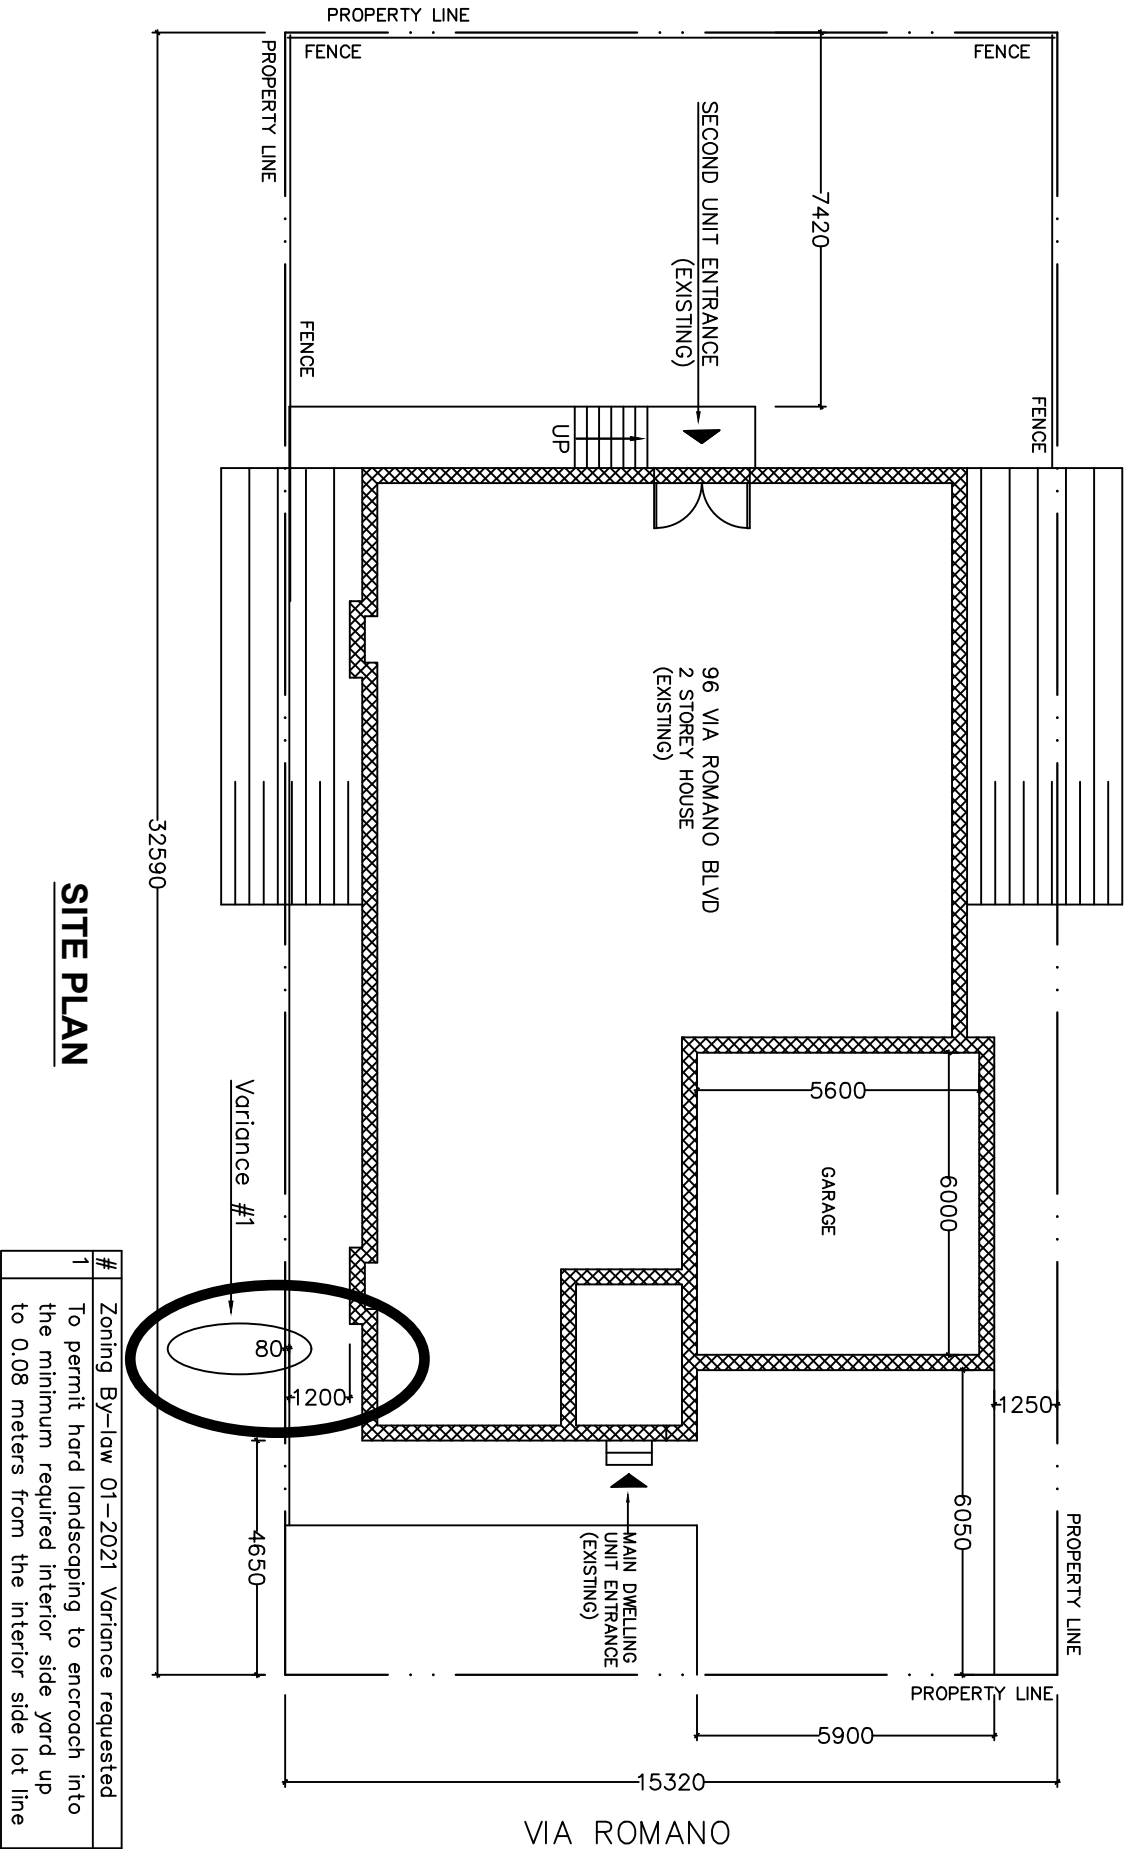 PROPERTY LINE
FENCE
FENCE
PROPERTY LINE
SECOND UNIT ENTRANCE
(EXISTING)
7420
FENCE
FENCE
UP
96 VIA ROMANO BLVD
2 STOREY HOUSE
(EXISTING)
32590
SITE PLAN
5600
6000
GARAGE
Variance #1
80
1200
1250
4650
6050
MAIN DWELLING
UNIT ENTRANCE
(EXISTING)
PROPERTY LINE
PROPERTY LINE
5900
15320
VIA ROMANO
# Zoning By-law 01-2021 Variance requested
1 To permit hard landscaping to encroach into
the minimum required interior side yard up
to 0.08 meters from the interior side lot line